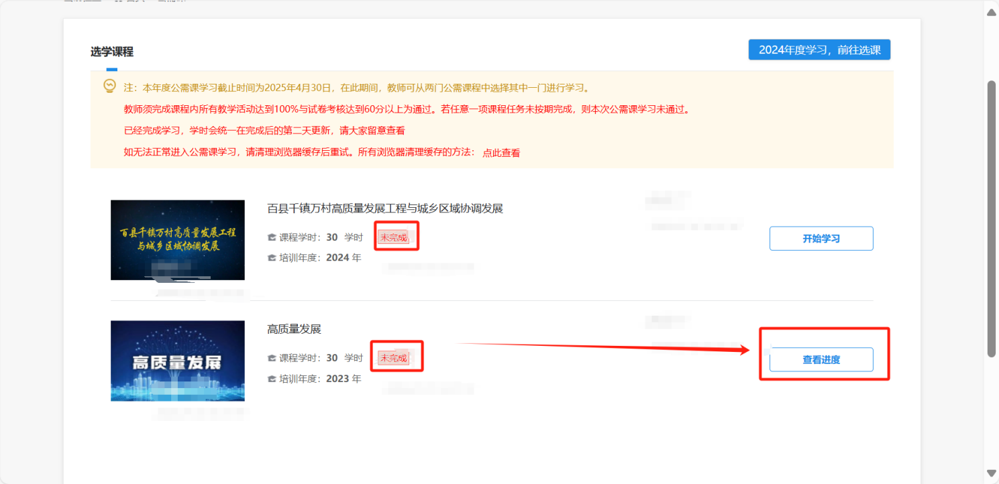 选学课程
2024年度学习，前往选课
注：本年度公需课学习截止时间为2025年4月30日，在此期间，教师可从两门公需课程中选择其中一门进行学习。
教师须完成课程内所有教学活动达到100%与试卷考核达到60分以上为通过。若任意一项课程任务未按期完成，则本次公需课学习未通过。
已经完成学习，学时会统一在完成后的第二天更新，请大家留意查看
如无法正常进入公需课学习，请清理浏览器缓存后重试。所有浏览器清理缓存的方法： 点此查看
百县千镇万村高质量发展工程
与城乡区域协调发展
百县千镇万村高质量发展工程与城乡区域协调发展
课程学时：30 学时 未完成
培训年度：2024 年
开始学习
高质量发展
高质量发展
课程学时：30 学时 未完成
培训年度：2023 年
查看进度